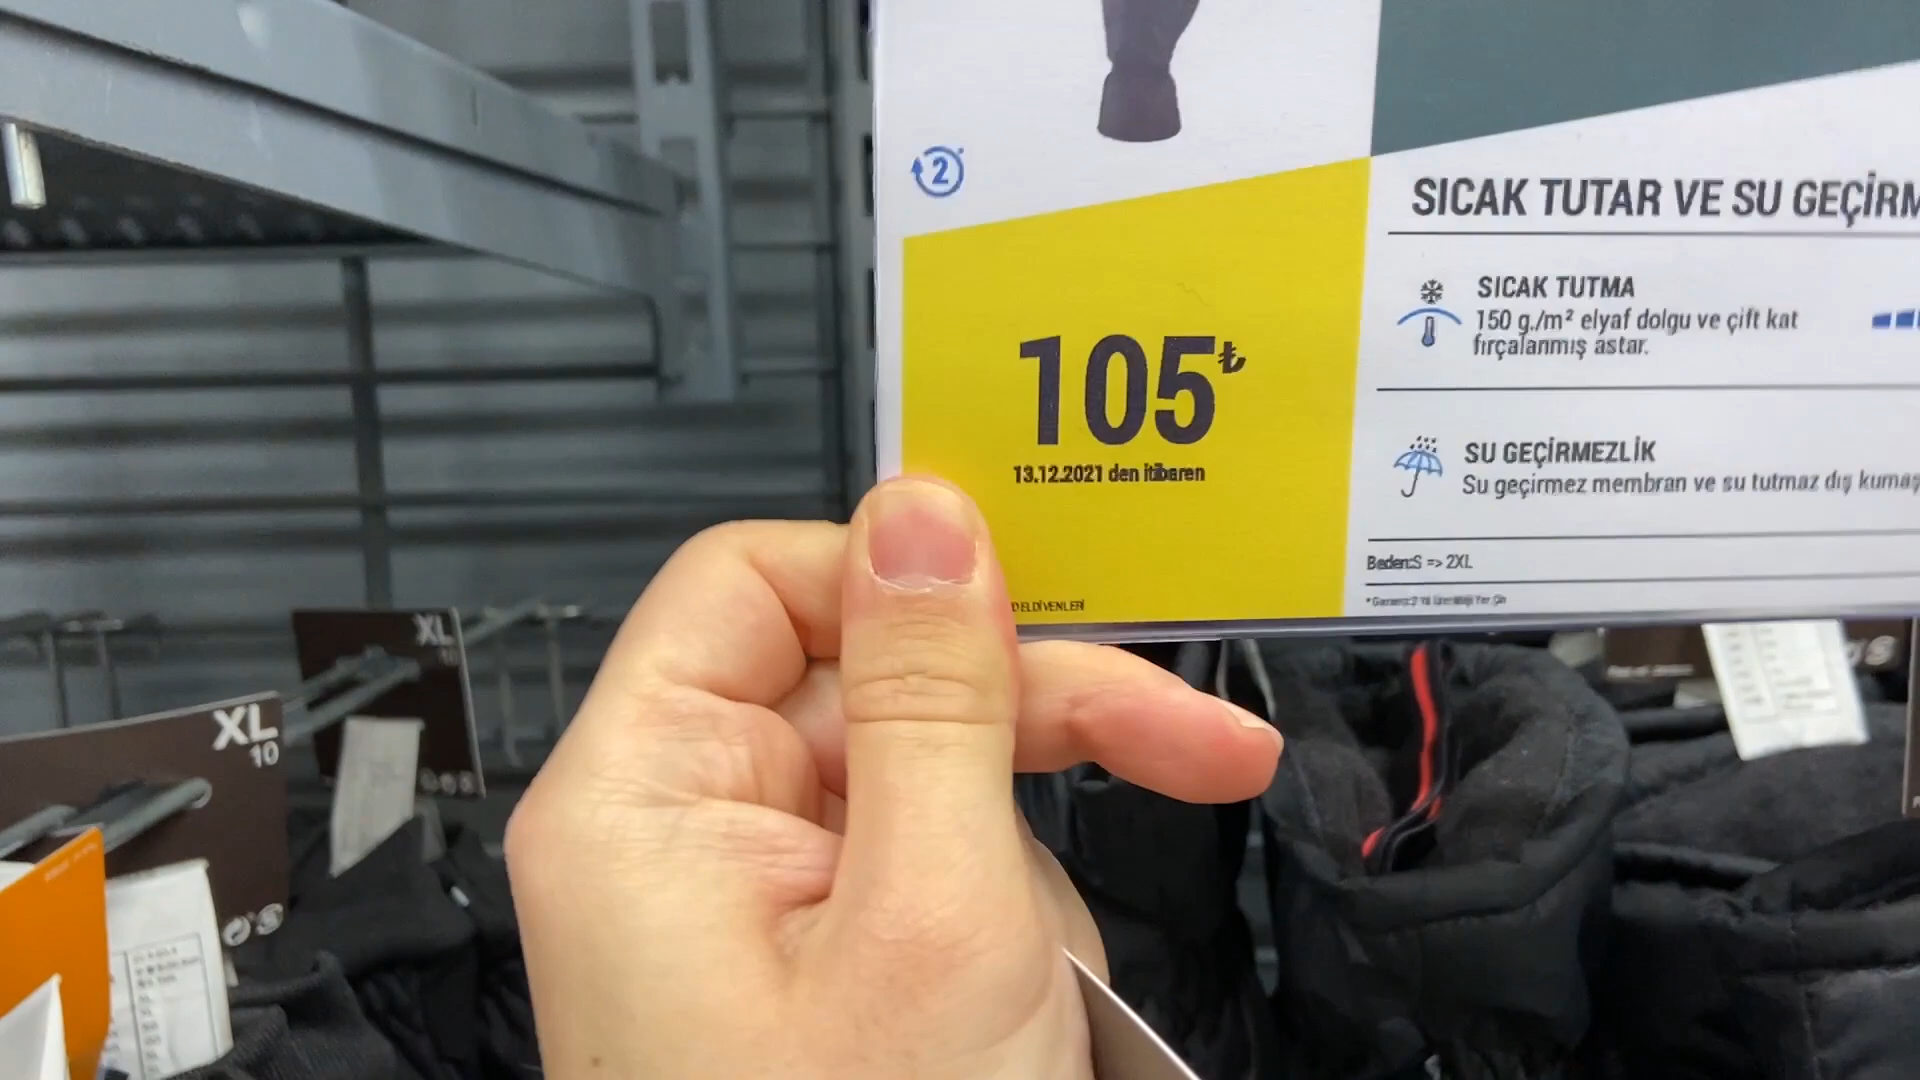 2
SICAK TUTAR VE SU GEÇİRM
SICAK TUTMA
150 g./m² elyaf dolgu ve çift kat
fırçalanmış astar.
105₺
13.12.2021 den itibaren
SU GEÇİRMEZLİK
Su geçirmez membran ve su tutmaz dış kumaş
Beden:S => 2XL
ELDİVENLERİ
XL
10
XL
10